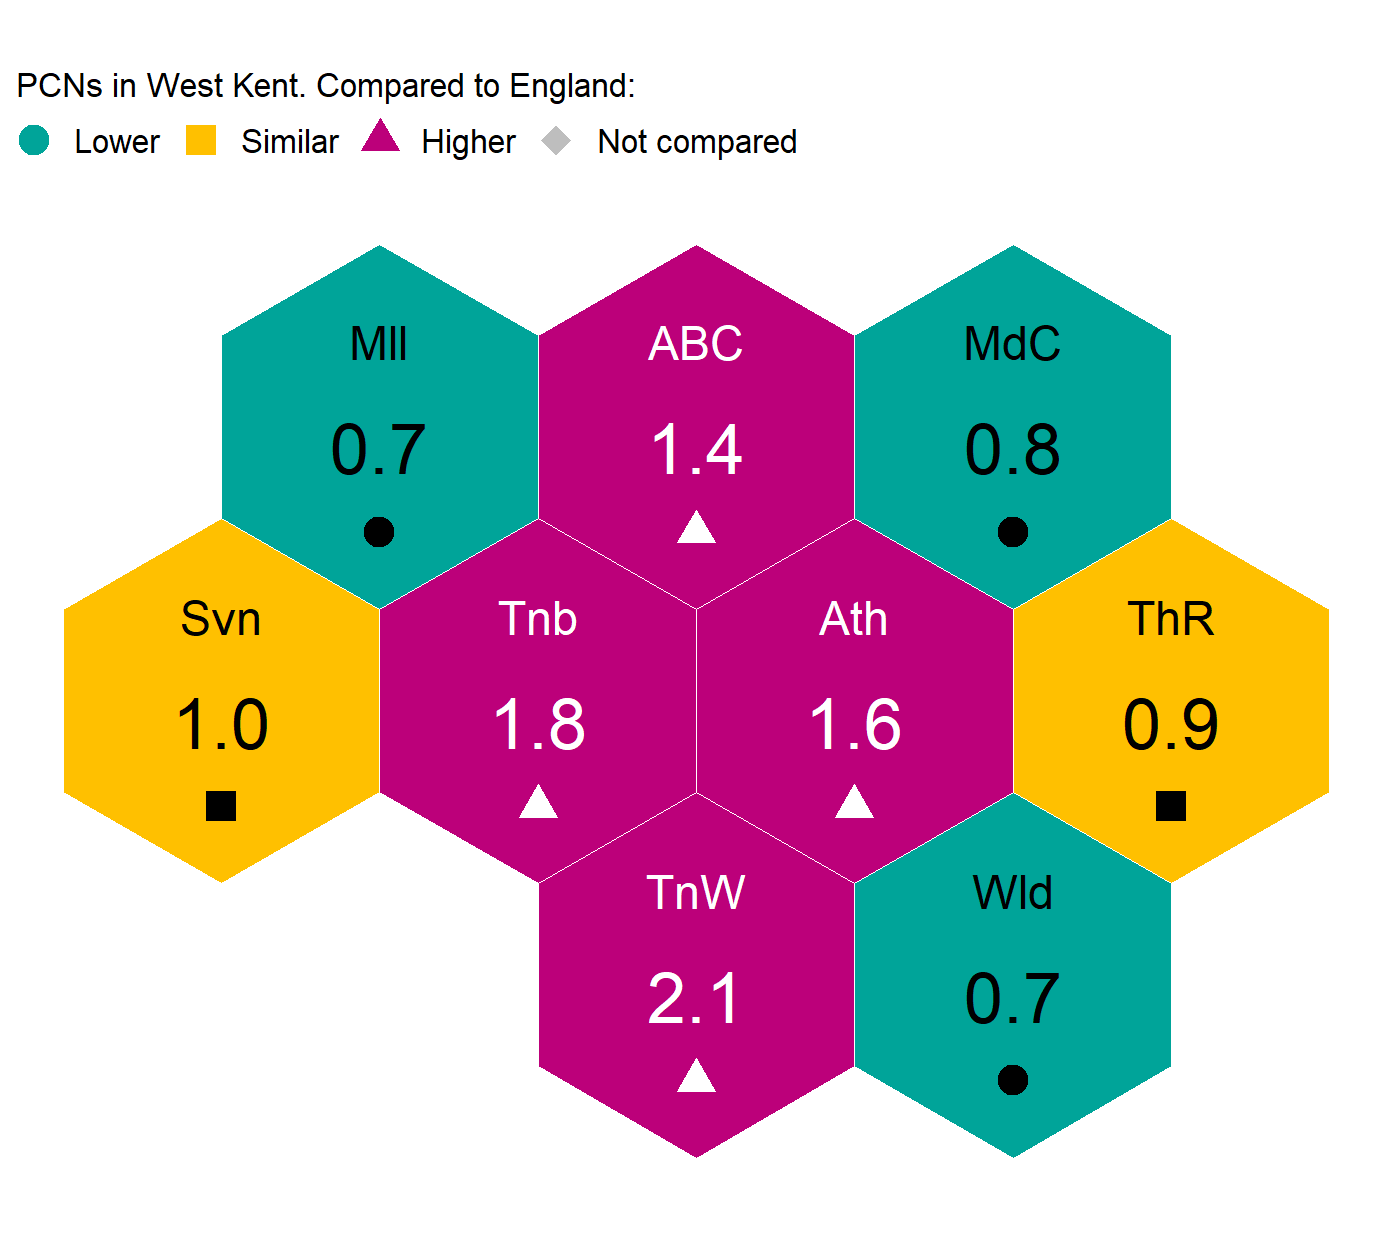 PCNs in West Kent. Compared to England:
Lower Similar Higher Not compared
Mll ABC MdC
0.7 1.4 0.8
Svn Tnb Ath ThR
1.0 1.8 1.6 0.9
TnW Wld
2.1 0.7